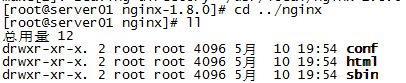 [root@server01 nginx-1.8.0]# cd ../nginx
[root@server01 nginx]# ll
总用量 12
drwxr-xr-x. 2 root root 4096 5月  10 19:54 conf
drwxr-xr-x. 2 root root 4096 5月  10 19:54 html
drwxr-xr-x. 2 root root 4096 5月  10 19:54 sbin